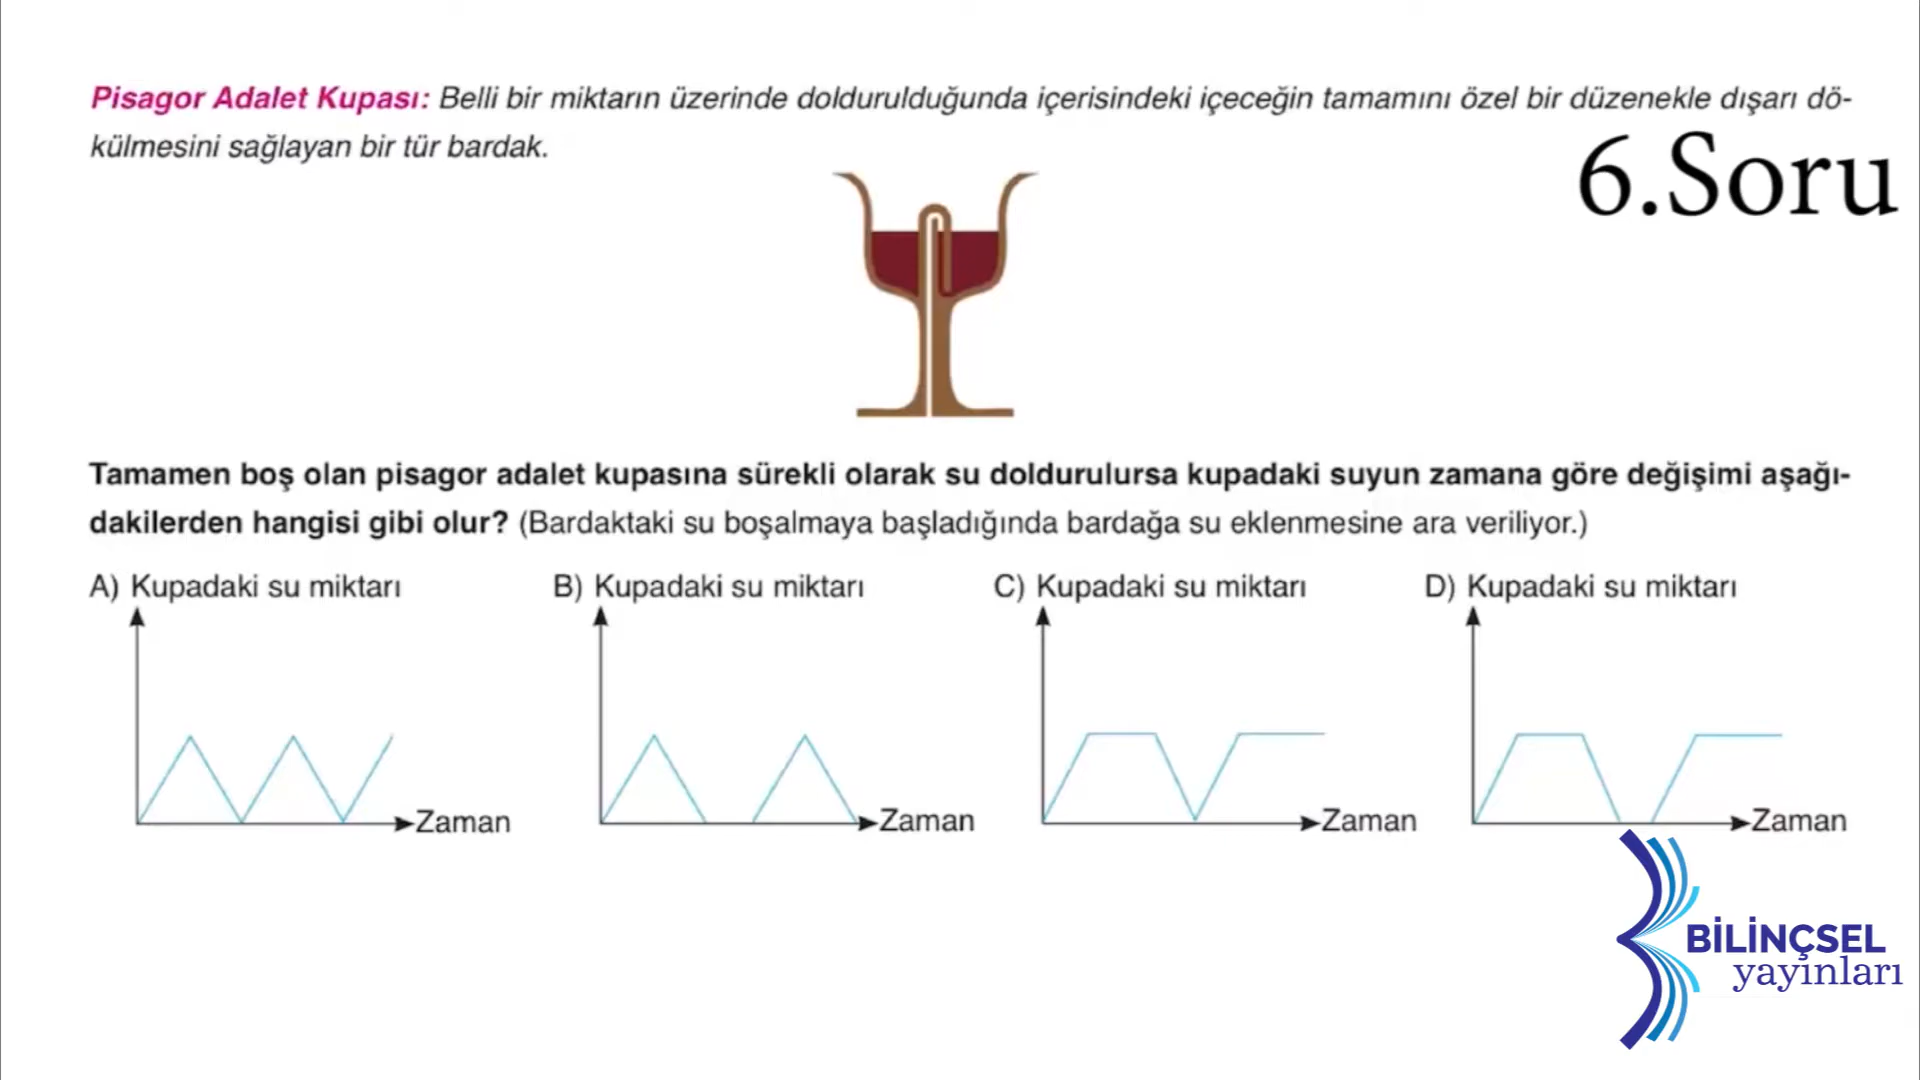 Pisagor Adalet Kupası: Belli bir miktarın üzerinde doldurulduğunda içerisindeki içeceğin tamamını özel bir düzenekle dışarı dö-
külmesini sağlayan bir tür bardak.
6.Soru
Tamamen boş olan pisagor adalet kupasına sürekli olarak su doldurulursa kupadaki suyun zamana göre değişimi aşağı-
dakilerden hangisi gibi olur? (Bardaktaki su boşalmaya başladığında bardağa su eklenmesine ara veriliyor.)
A) Kupadaki su miktarı
Zaman
B) Kupadaki su miktarı
Zaman
C) Kupadaki su miktarı
Zaman
D) Kupadaki su miktarı
Zaman
BİLİNÇSEL
yayınları